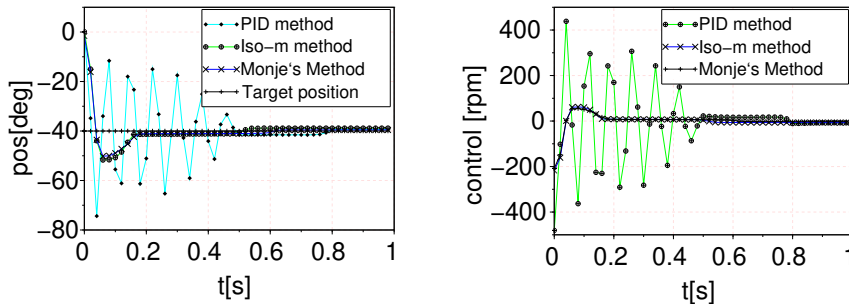 PID method
Iso−m method
Monje‘s Method
Target position
0
−20
−40
−60
−80
pos[deg]
0
0.2
0.4
0.6
0.8
1
t[s]
PID method
Iso−m method
Monje‘s Method
400
200
0
−200
−400
control [rpm]
0
0.2
0.4
0.6
0.8
1
t[s]